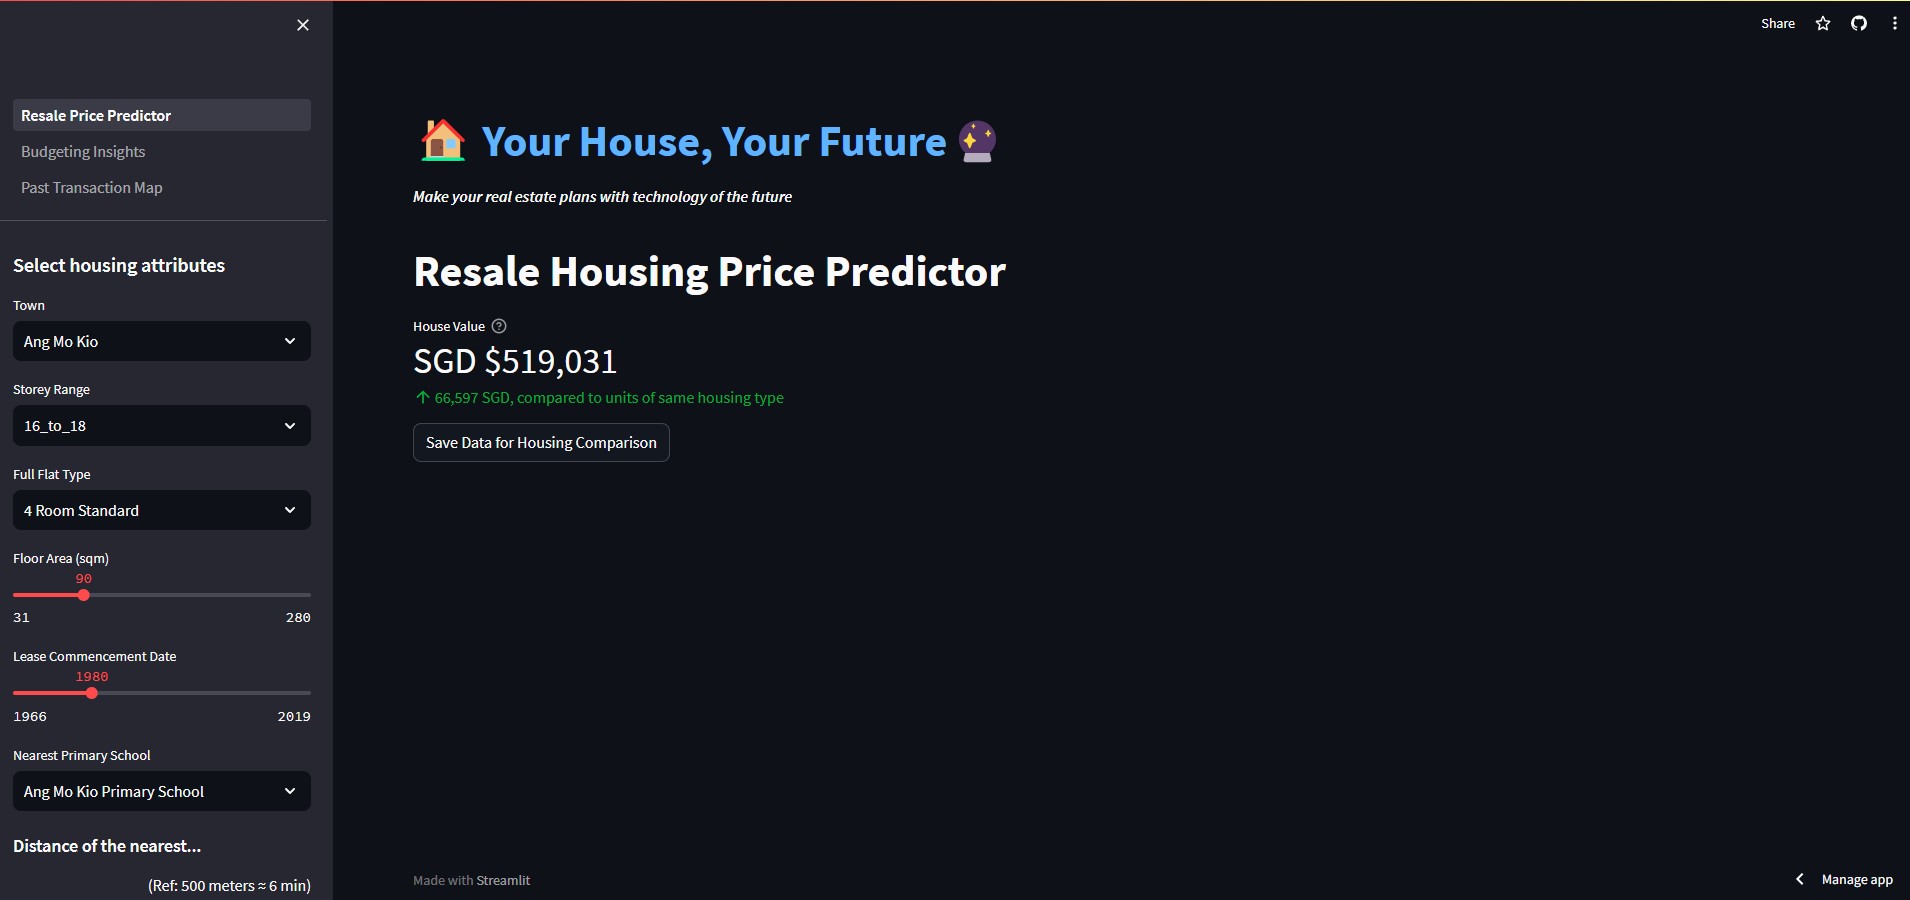 Share
Resale Price Predictor
Budgeting Insights
Past Transaction Map
Select housing attributes
Town
Ang Mo Kio
Storey Range
16_to_18
Full Flat Type
4 Room Standard
Floor Area (sqm)
90
31 280
Lease Commencement Date
1980
1966 2019
Nearest Primary School
Ang Mo Kio Primary School
Distance of the nearest...
(Ref: 500 meters ≈ 6 min)
Your House, Your Future
Make your real estate plans with technology of the future
Resale Housing Price Predictor
House Value
SGD $519,031
↑ 66,597 SGD, compared to units of same housing type
Save Data for Housing Comparison
Made with Streamlit
Manage app